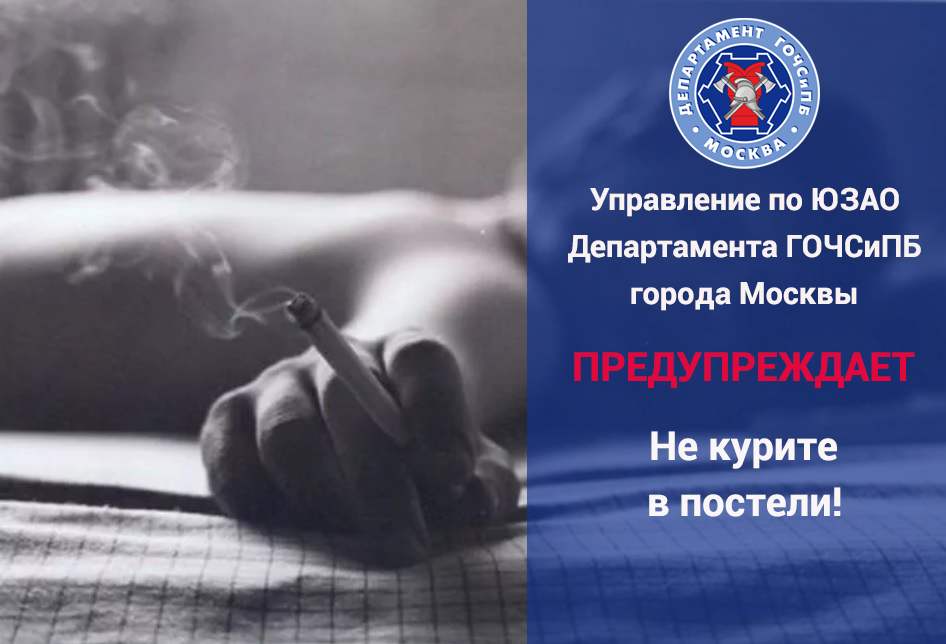 ДЕПАРТАМЕНТ ГОЧСиПБ
МОСКВА
Управление по ЮЗАО
Департамента ГОЧСиПБ
города Москвы
ПРЕДУПРЕЖДАЕТ
Не курите
в постели!